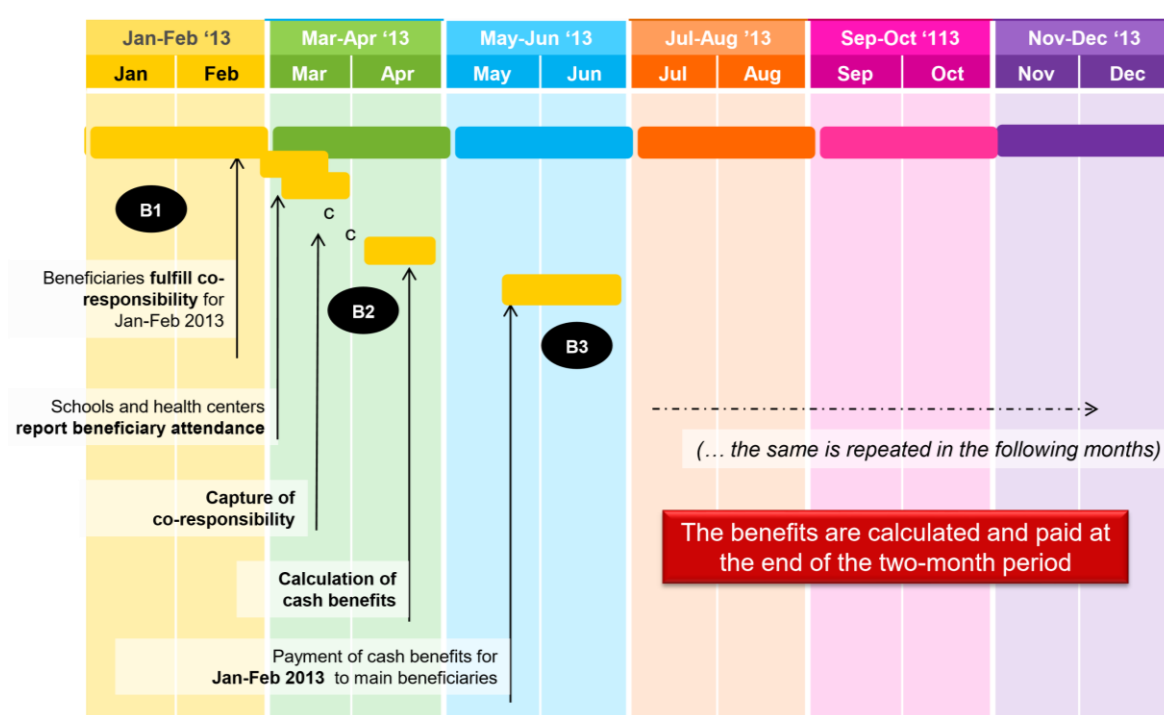 Jan-Feb ‘13 Mar-Apr ‘13 May-Jun ‘13 Jul-Aug ’13 Sep-Oct ‘113 Nov-Dec ‘13
Jan Feb Mar Apr May Jun Jul Aug Sep Oct Nov Dec
B1
C
C
Beneficiaries fulfill co-
responsibility for
Jan-Feb 2013
B2
B3
Schools and health centers
report beneficiary attendance
(… the same is repeated in the following months)
Capture of
co-responsibility
The benefits are calculated and paid at
the end of the two-month period
Calculation of
cash benefits
Payment of cash benefits for
Jan-Feb 2013 to main beneficiaries